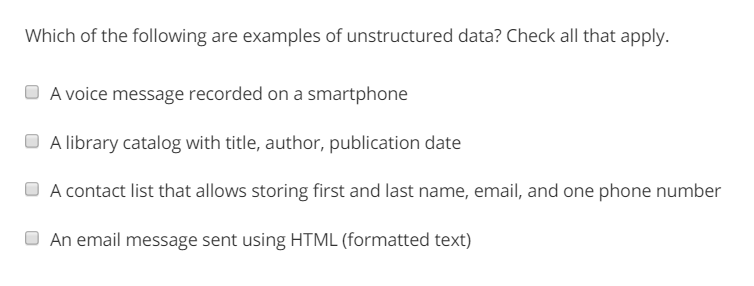 Which of the following are examples of unstructured data? Check all that apply.
A voice message recorded on a smartphone
A library catalog with title, author, publication date
A contact list that allows storing first and last name, email, and one phone number
An email message sent using HTML (formatted text)